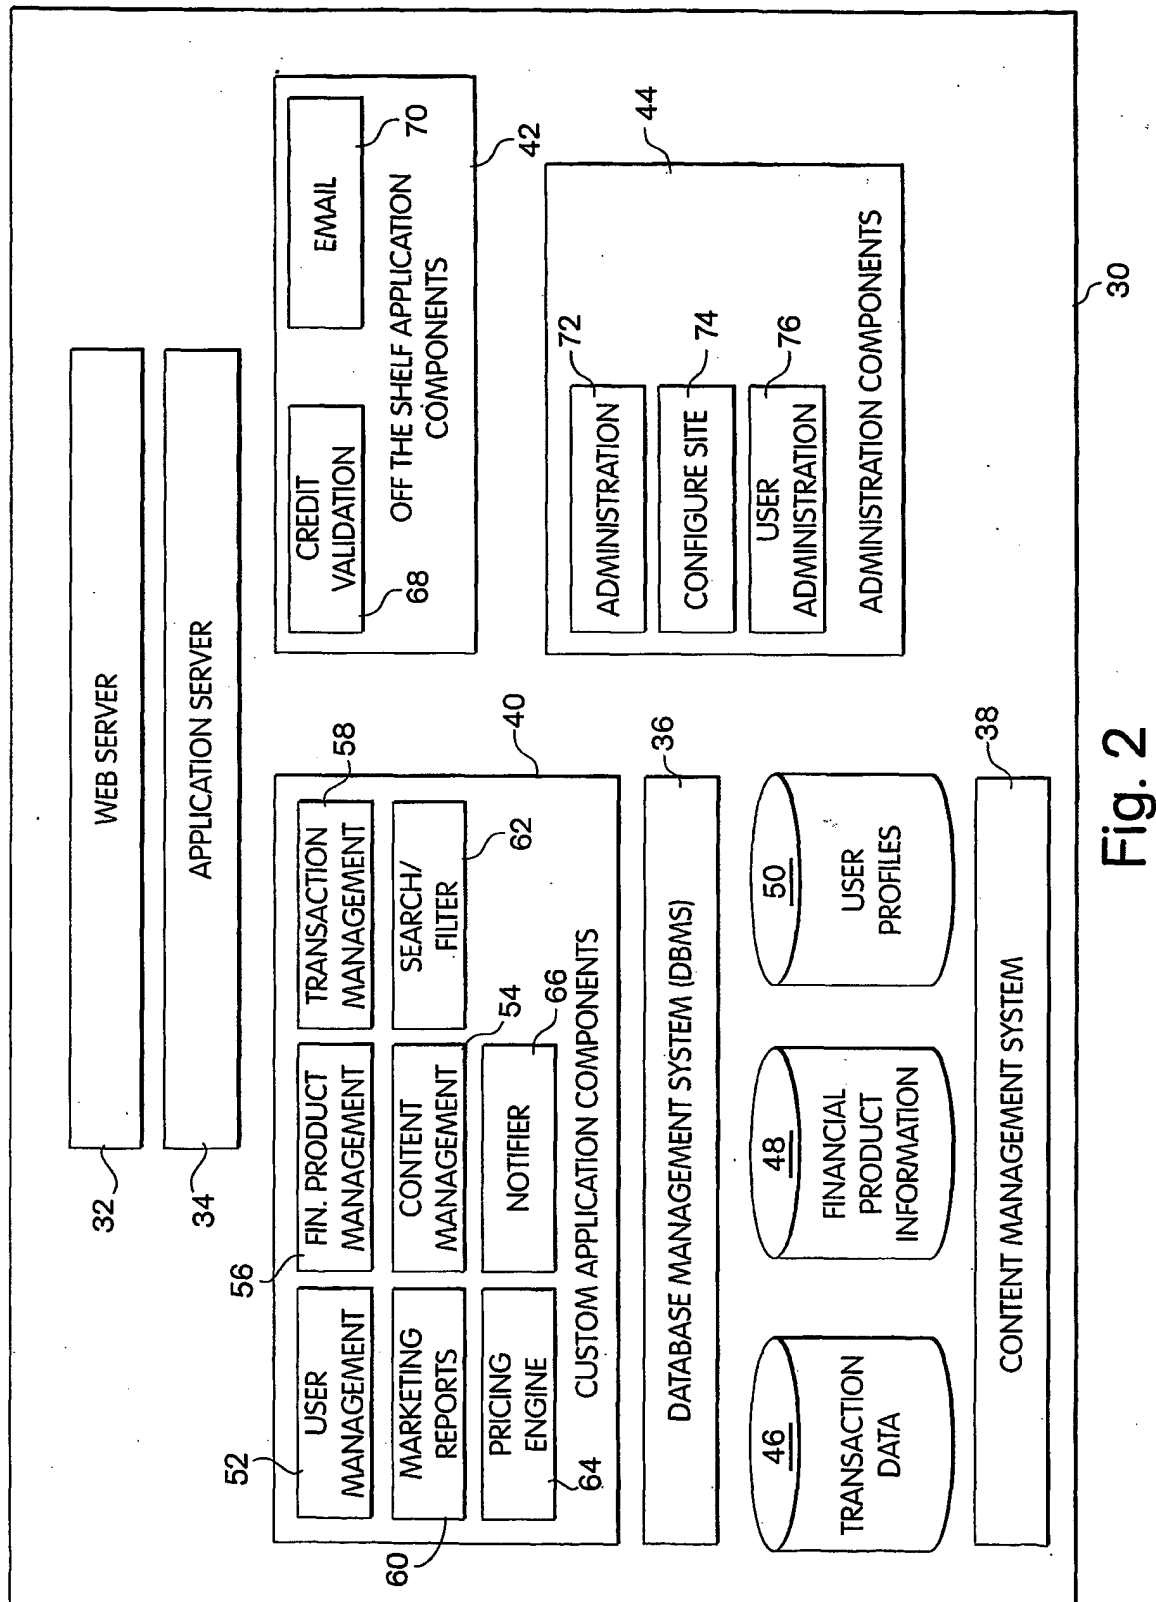 WEB SERVER
32
APPLICATION SERVER
34
52
USER
MANAGEMENT
56
FIN. PRODUCT
MANAGEMENT
TRANSACTION
MANAGEMENT
58
60
MARKETING
REPORTS
CONTENT
MANAGEMENT
54
SEARCH/
FILTER
62
64
PRICING
ENGINE
NOTIFIER
66
CUSTOM APPLICATION COMPONENTS
40
CREDIT
VALIDATION
68
EMAIL
70
OFF THE SHELF APPLICATION
COMPONENTS
42
ADMINISTRATION
72
CONFIGURE SITE
74
USER
ADMINISTRATION
76
ADMINISTRATION COMPONENTS
44
DATABASE MANAGEMENT SYSTEM (DBMS)
36
46
TRANSACTION
DATA
48
FINANCIAL
PRODUCT
INFORMATION
50
USER
PROFILES
CONTENT MANAGEMENT SYSTEM
38
30
Fig. 2